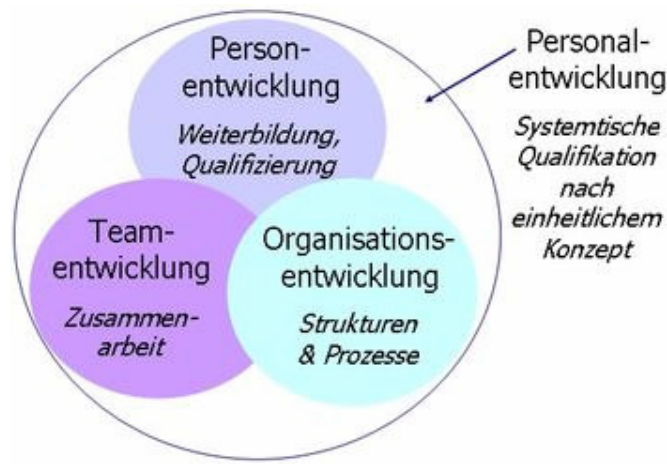 Person-
entwicklung
Weiterbildung,
Qualifizierung
Team-
entwicklung
Zusammen-
arbeit
Organisations-
entwicklung
Strukturen
& Prozesse
Personal-
entwicklung
Systemtische
Qualifikation
nach
einheitlichem
Konzept